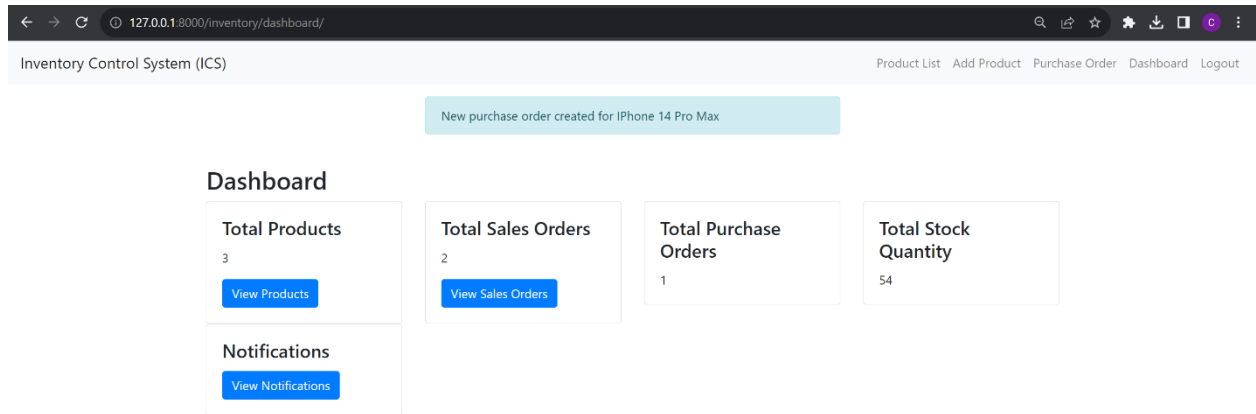 127.0.0.1:8000/inventory/dashboard/
C
Inventory Control System (ICS)
Product List Add Product Purchase Order Dashboard Logout
New purchase order created for IPhone 14 Pro Max
Dashboard
Total Products
3
View Products
Total Sales Orders
2
View Sales Orders
Total Purchase
Orders
1
Total Stock
Quantity
54
Notifications
View Notifications